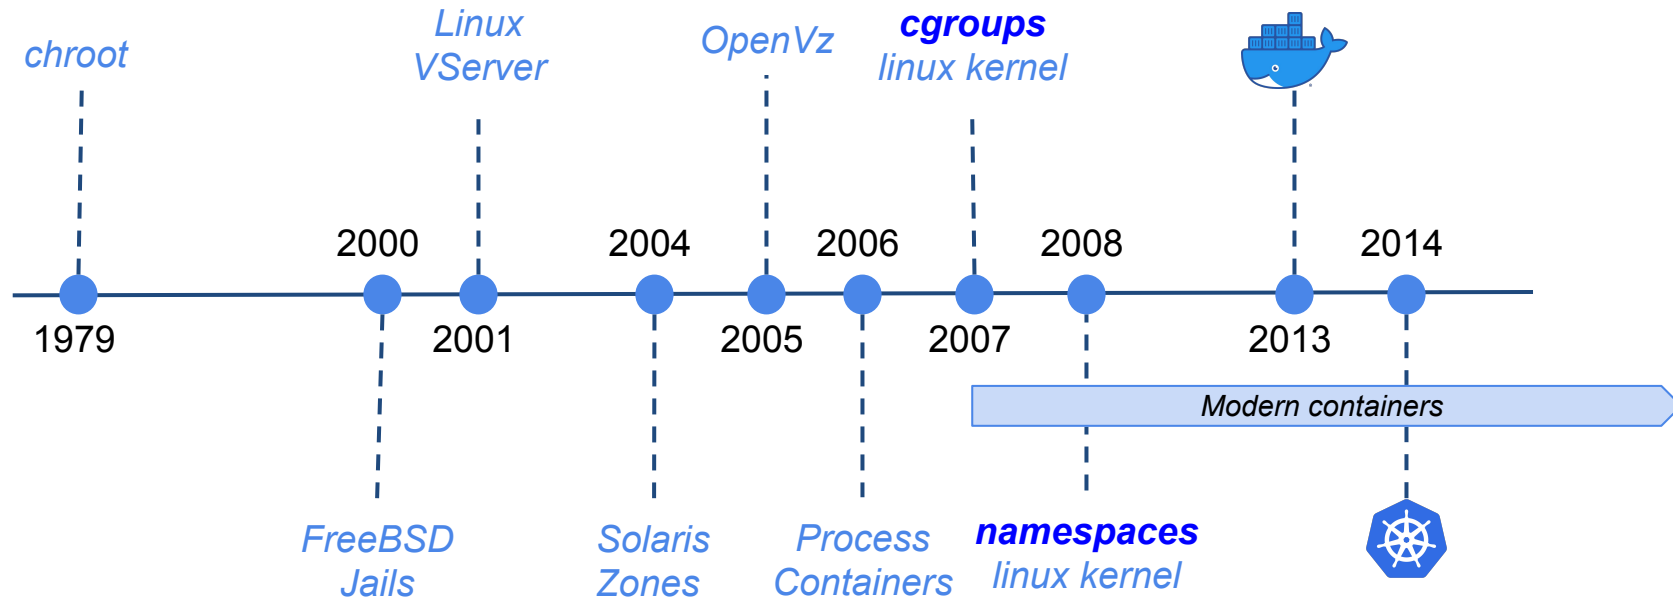 chroot
Linux
VServer
OpenVz
cgroups
linux kernel
2000
2004
2006
2008
2014
1979
2001
2005
2007
2013
Modern containers
FreeBSD
Jails
Solaris
Zones
Process
Containers
namespaces
linux kernel